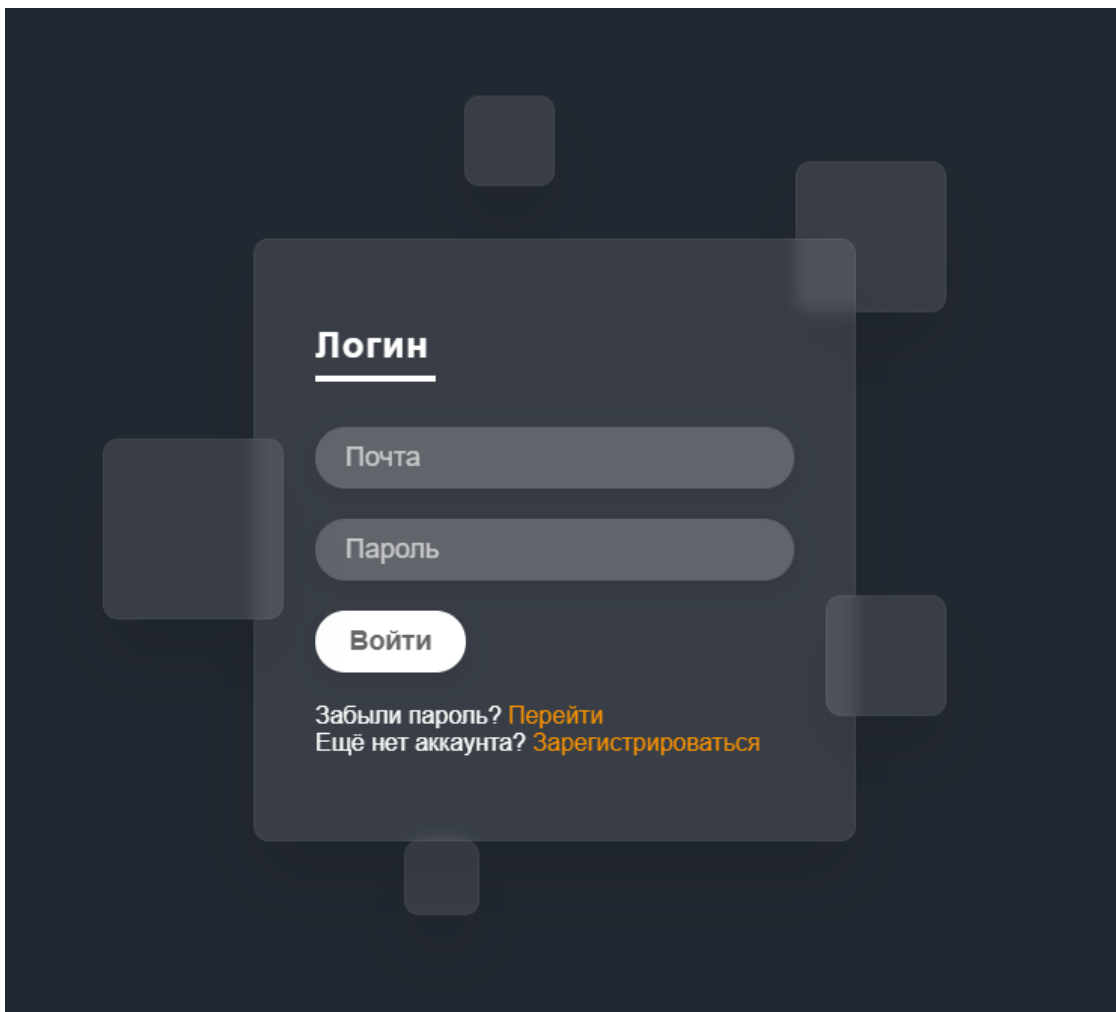 Логин
Почта
Пароль
Войти
Забыли пароль? Перейти
Ещё нет аккаунта? Зарегистрироваться